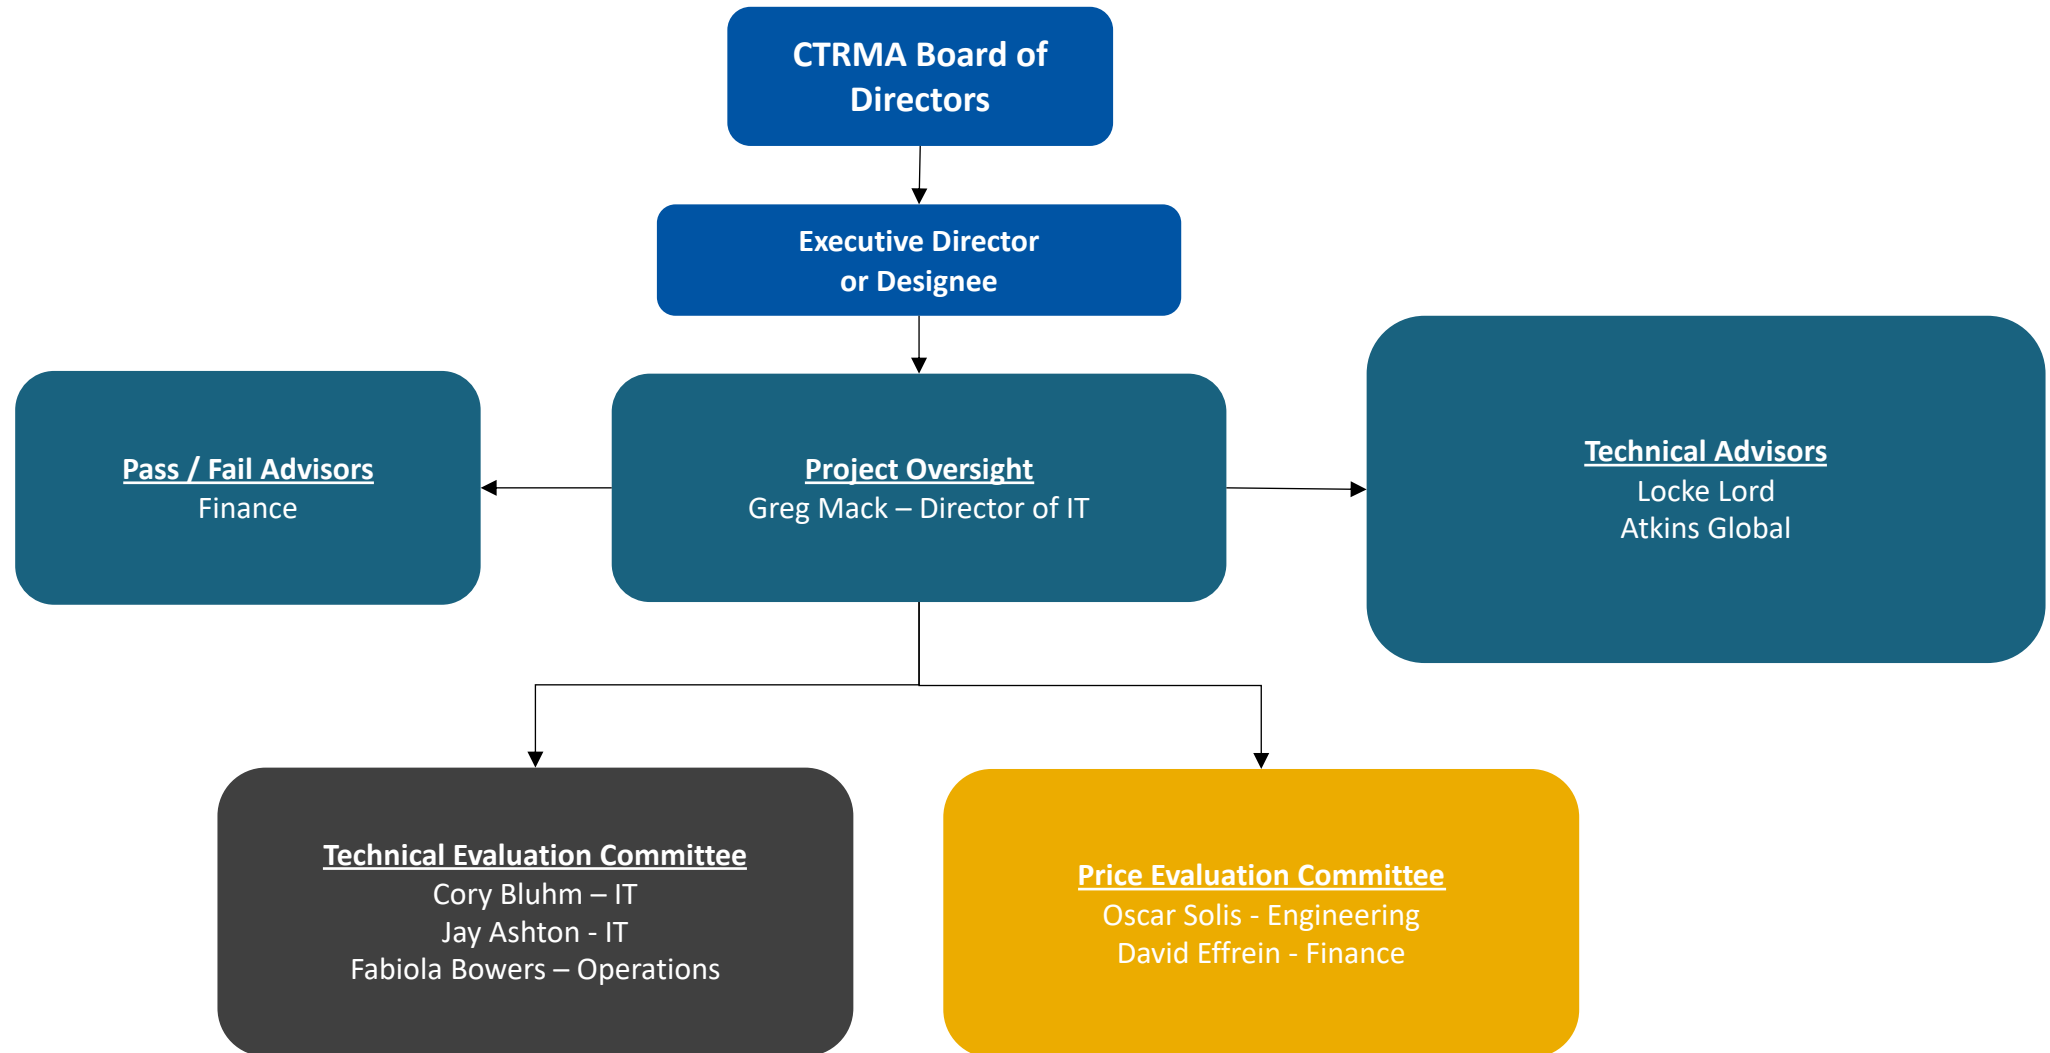 CTRMA Board of
Directors
Executive Director
or Designee
Pass / Fail Advisors
Finance
Project Oversight
Greg Mack – Director of IT
Technical Advisors
Locke Lord
Atkins Global
Technical Evaluation Committee
Cory Bluhm – IT
Jay Ashton - IT
Fabiola Bowers – Operations
Price Evaluation Committee
Oscar Solis - Engineering
David Effrein - Finance